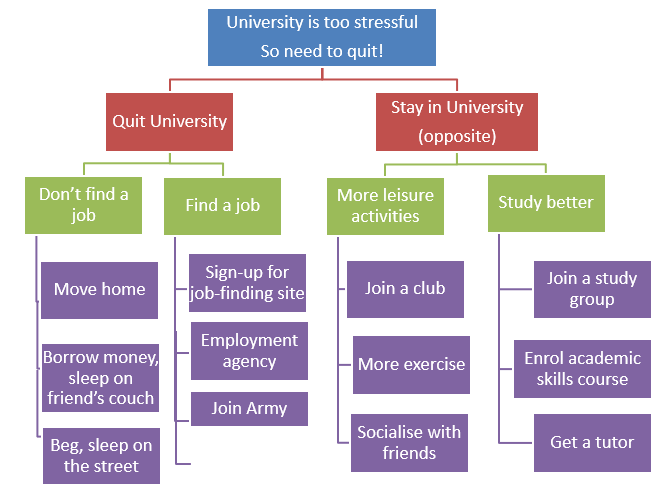 University is too stressful
So need to quit!
Quit University
Stay in University
(opposite)
Don't find a
job
Find a job
More leisure
activities
Study better
Move home
Borrow money,
sleep on
friend's couch
Beg, sleep on
the street
Sign-up for
job-finding site
Employment
agency
Join Army
Join a club
More exercise
Socialise with
friends
Join a study
group
Enrol academic
skills course
Get a tutor